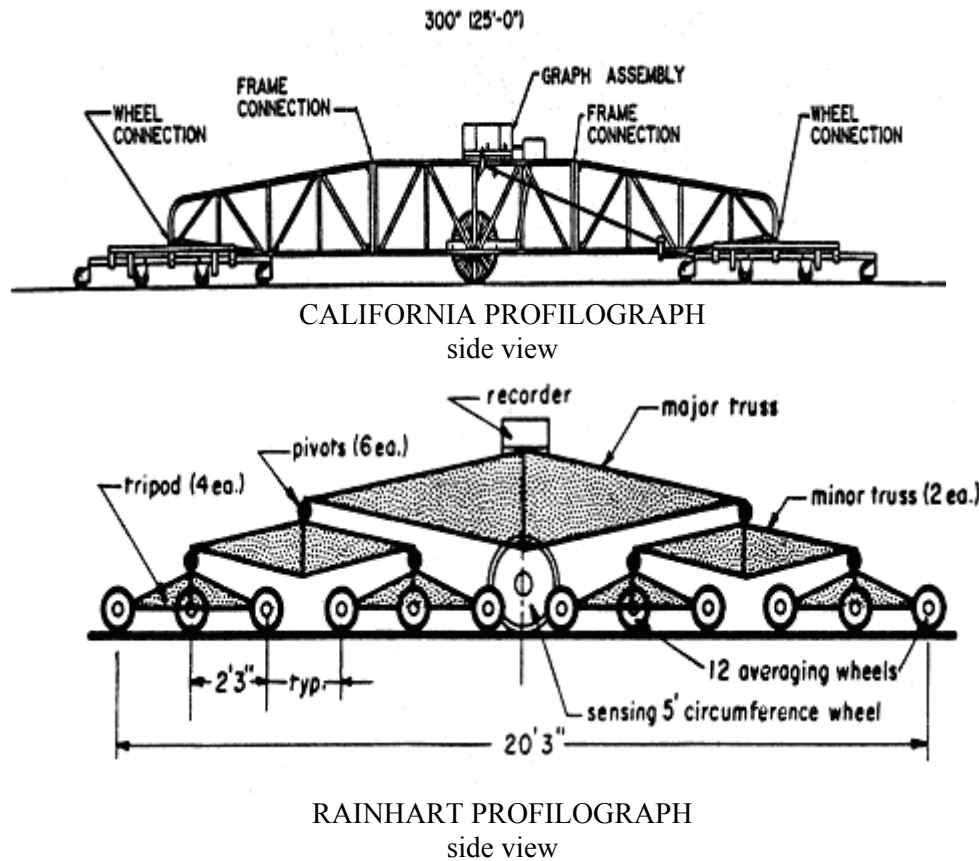 300" (25'-0")
GRAPH ASSEMBLY
FRAME
CONNECTION
FRAME
CONNECTION
WHEEL
CONNECTION
WHEEL
CONNECTION
CALIFORNIA PROFILOGRAPH
side view
recorder
major truss
pivots (6 ea.)
tripod (4 ea.)
minor truss (2 ea.)
2'3"
typ.
12 averaging wheels
sensing 5' circumference wheel
20'3"
RAINHART PROFILOGRAPH
side view